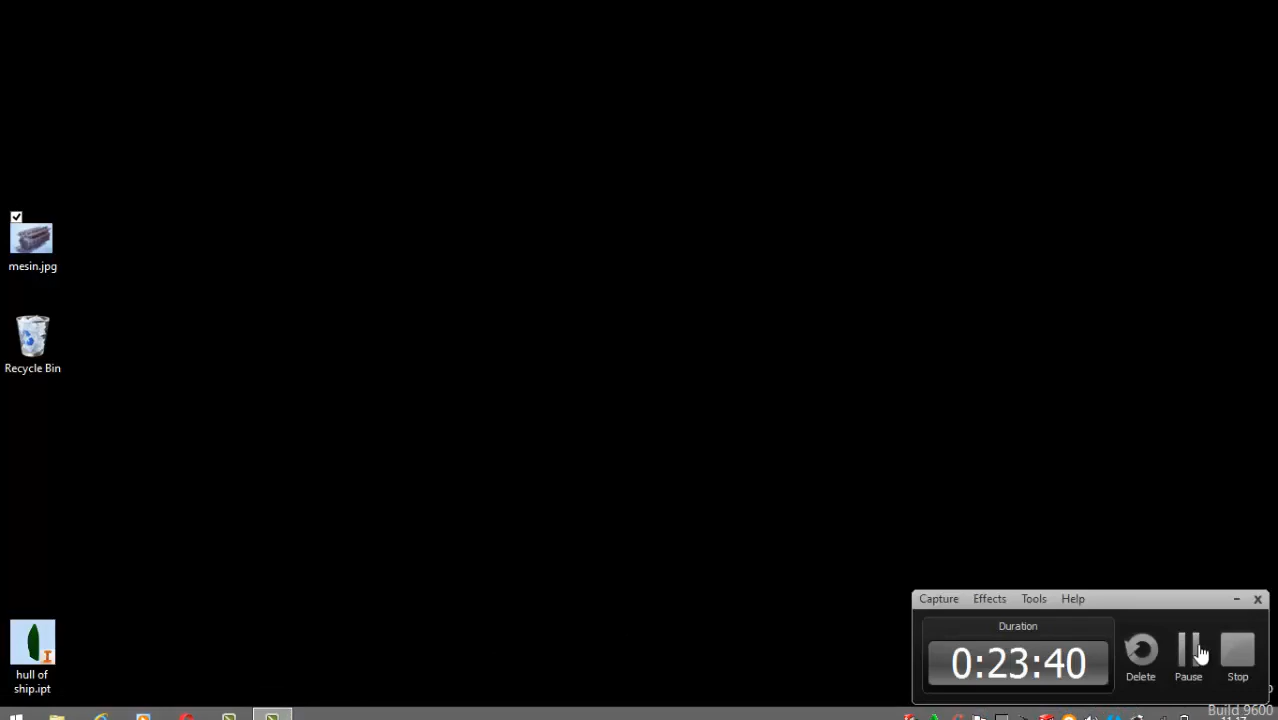 mesin.jpg
Recycle Bin
hull of
ship.ipt
Capture Effects Tools Help
Duration
0:23:40
Delete Pause Stop
Build 9600